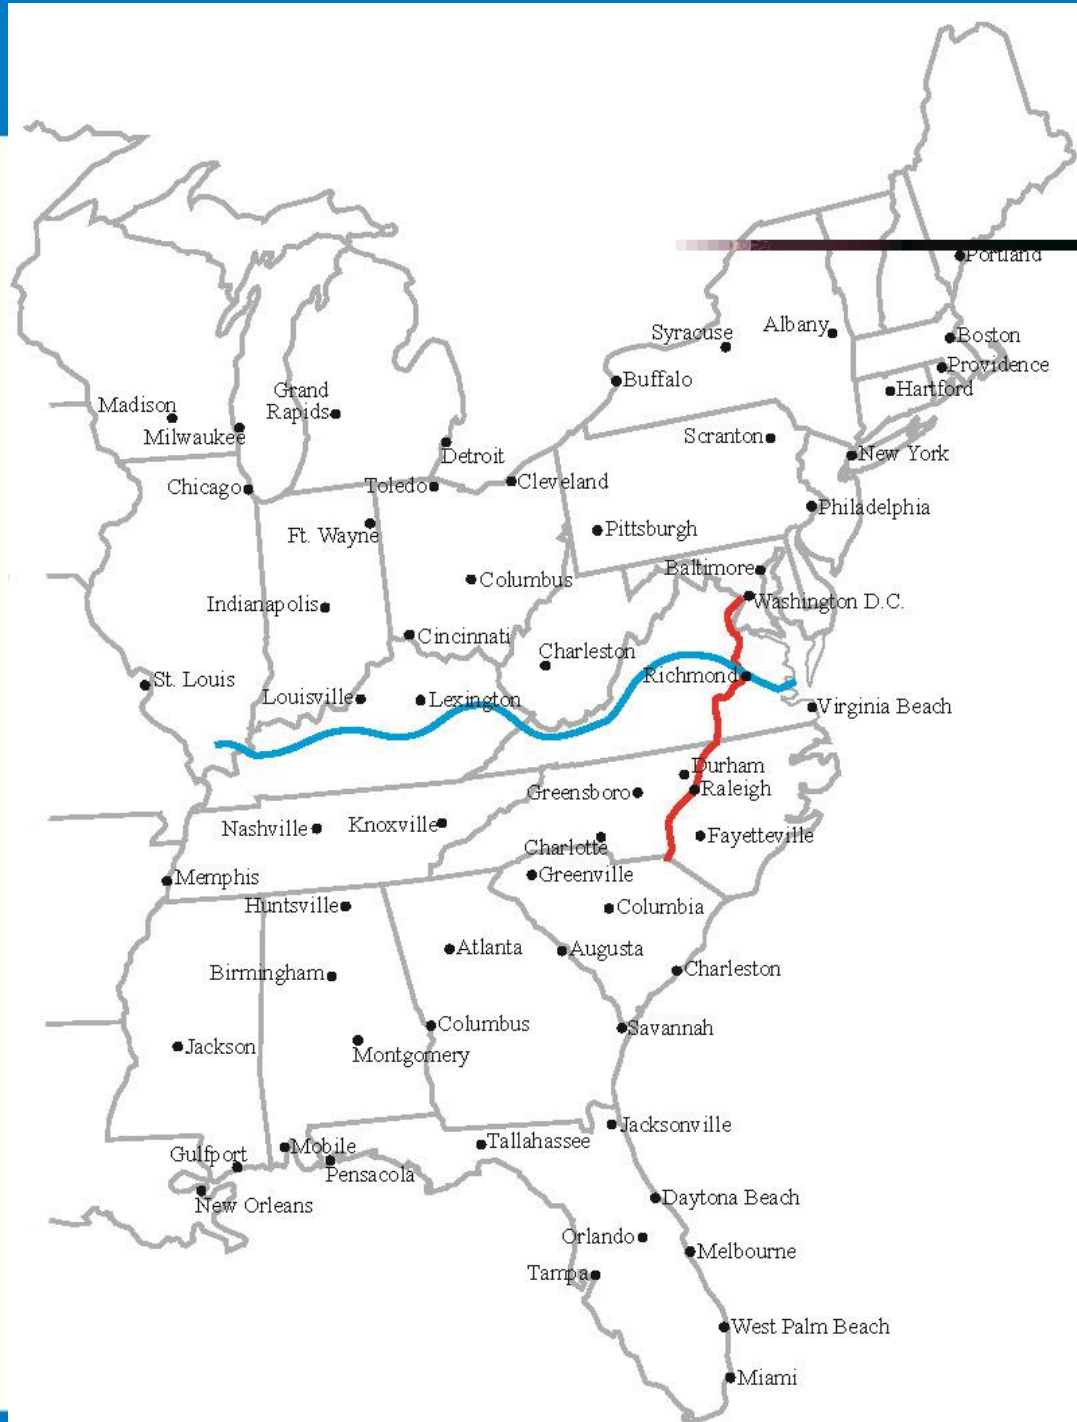 Portland
Syracuse
Albany
Boston
Providence
Hartford
Buffalo
Grand
Rapids
Madison
Milwaukee
Scranton
New York
Detroit
Chicago
Toledo
Cleveland
Philadelphia
Ft. Wayne
Pittsburgh
Baltimore
Columbus
Washington D.C.
Indianapolis
Cincinnati
Charleston
Richmond
St. Louis
Louisville
Lexington
Virginia Beach
Durham
Greensboro
Raleigh
Nashville
Knoxville
Charlotte
Fayetteville
Memphis
Greenville
Huntsville
Columbia
Atlanta
Augusta
Birmingham
Charleston
Columbus
Savannah
Jackson
Montgomery
Jacksonville
Tallahassee
Mobile
Gulfport
Pensacola
New Orleans
Daytona Beach
Orlando
Melbourne
Tampa
West Palm Beach
Miami